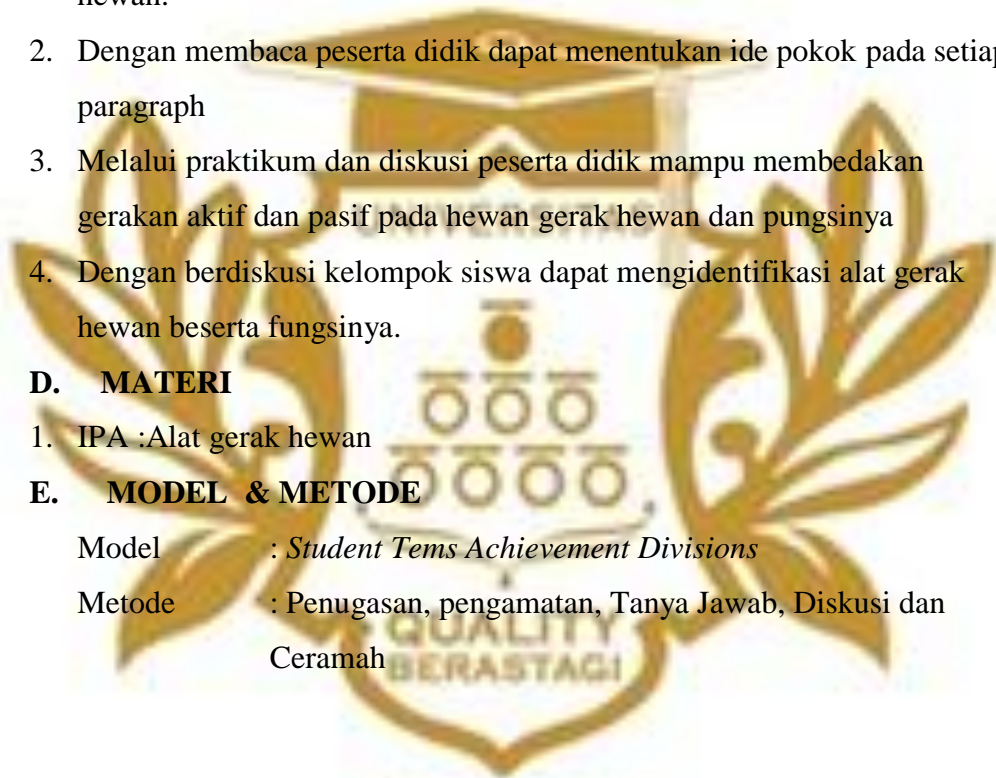 hewan.
2. Dengan membaca peserta didik dapat menentukan ide pokok pada setiap
paragraph
3. Melalui praktikum dan diskusi peserta didik mampu membedakan
gerakan aktif dan pasif pada hewan gerak hewan dan pungsinya
UNIVERSITAS
4. Dengan berdiskusi kelompok siswa dapat mengidentifikasi alat gerak
hewan beserta fungsinya.
D. MATERI
1. IPA :Alat gerak hewan
E. MODEL & METODE
Model : Student Tems Achievement Divisions
Metode : Penugasan, pengamatan, Tanya Jawab, Diskusi dan
Ceramah
QUALITY
BERASTAGI